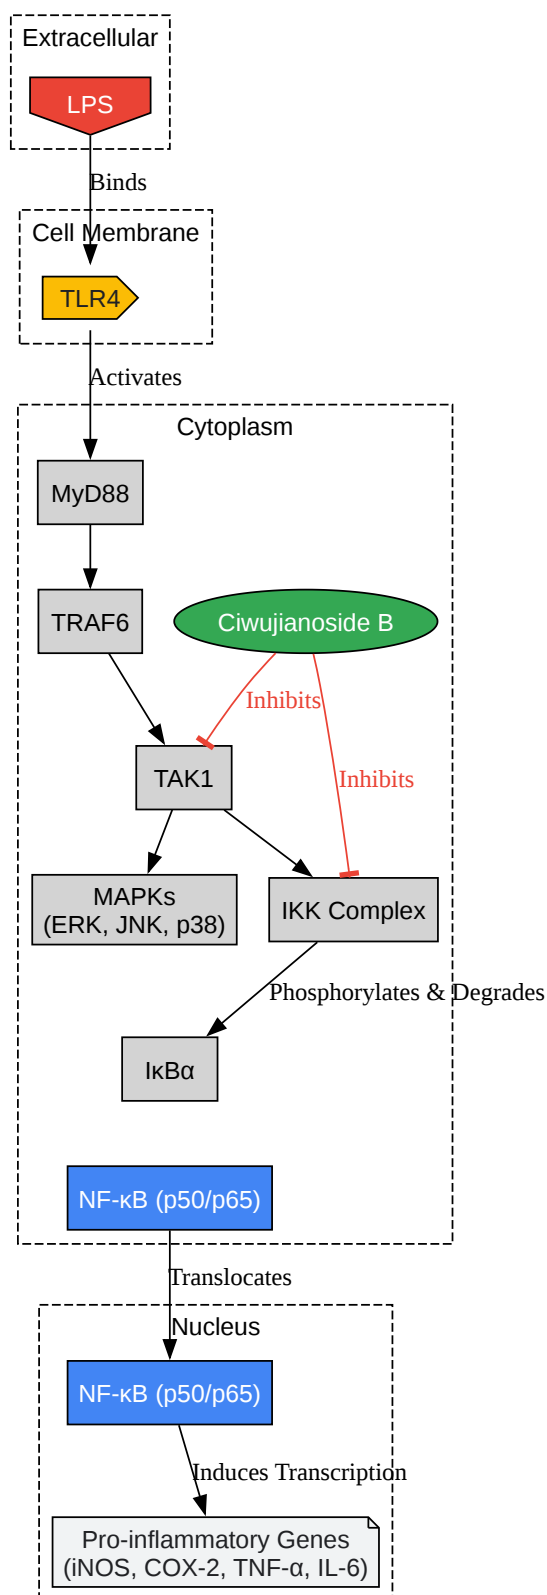 Extracellular
LPS
Binds
Cell Membrane
TLR4
Activates
Cytoplasm
MyD88
TRAF6
Ciwujianoside B
Inhibits
TAK1
Inhibits
MAPKs
(ERK, JNK, p38)
IKK Complex
Phosphorylates & Degrades
IκBα
NF-κB (p50/p65)
Translocates
Nucleus
NF-κB (p50/p65)
Induces Transcription
Pro-inflammatory Genes
(iNOS, COX-2, TNF-α, IL-6)